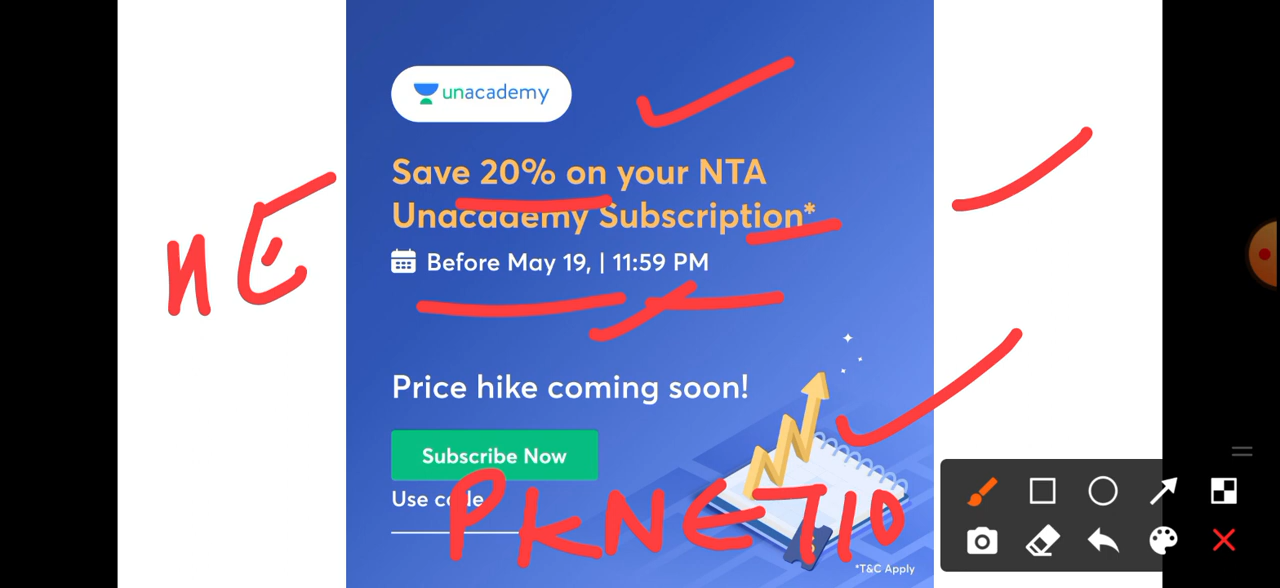 unacademy
Save 20% on your NTA
Unacademy Subscription*
Before May 19, | 11:59 PM
nE
Price hike coming soon!
Subscribe Now
Use code
PKNET10
*T&C Apply